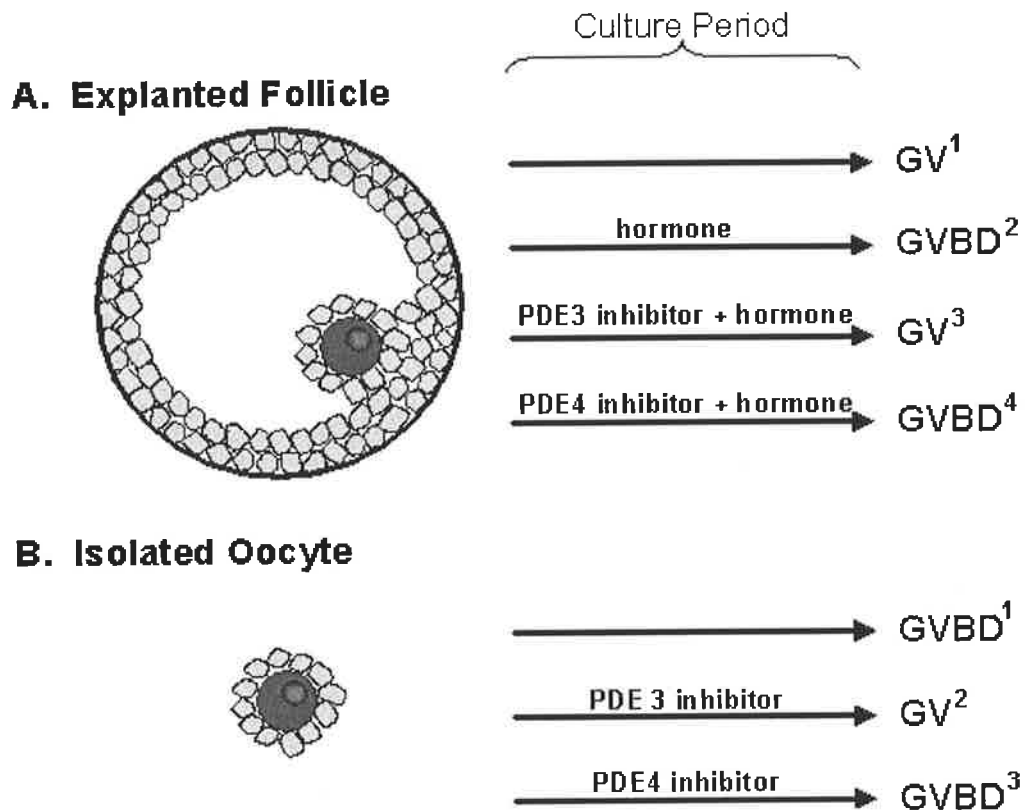 Culture Period
A. Explanted Follicle
GV¹
hormone
GVBD²
PDE3 inhibitor + hormone
GV³
PDE4 inhibitor + hormone
GVBD⁴
B. Isolated Oocyte
GVBD¹
PDE 3 inhibitor
GV²
PDE4 inhibitor
GVBD³